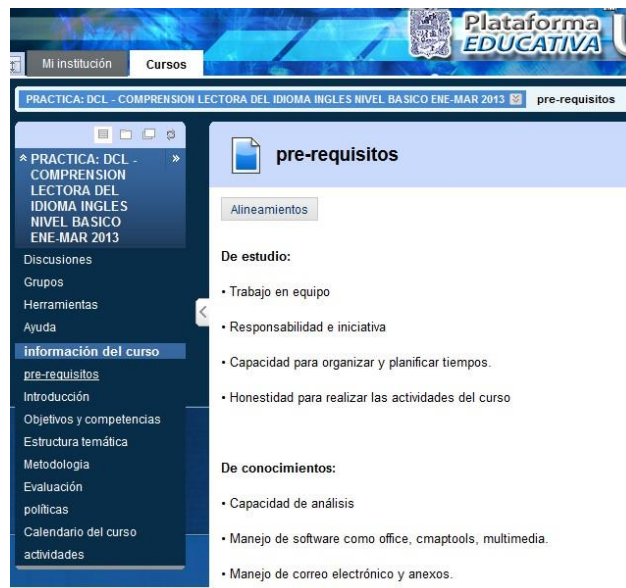 Plataforma
EDUCATIVA
Mi institución
Cursos
PRACTICA: DCL - COMPRENSION LECTORA DEL IDIOMA INGLES NIVEL BASICO ENE-MAR 2013
pre-requisitos
PRACTICA: DCL -
COMPRENSION
LECTORA DEL
IDIOMA INGLES
NIVEL BASICO
ENE-MAR 2013
Discusiones
Grupos
Herramientas
Ayuda
información del curso
pre-requisitos
Introducción
Objetivos y competencias
Estructura temática
Metodologia
Evaluación
políticas
Calendario del curso
actividades
pre-requisitos
Alineamientos
De estudio:
• Trabajo en equipo
• Responsabilidad e iniciativa
• Capacidad para organizar y planificar tiempos.
• Honestidad para realizar las actividades del curso
De conocimientos:
• Capacidad de análisis
• Manejo de software como office, cmaptools, multimedia.
• Manejo de correo electrónico y anexos.